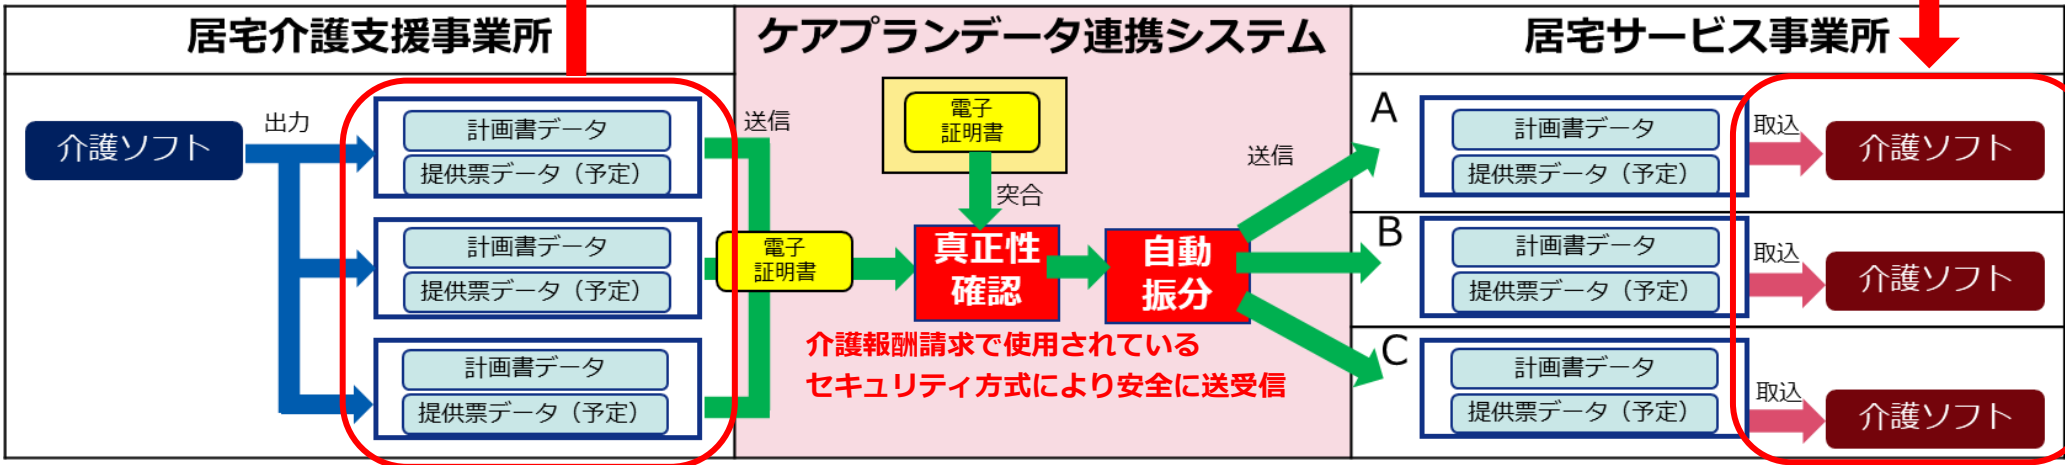 居宅介護支援事業所
ケアプランデータ連携システム
居宅サービス事業所
介護ソフト
出力
計画書データ
提供票データ（予定）
計画書データ
提供票データ（予定）
計画書データ
提供票データ（予定）
送信
電子
証明書
電子
証明書
突合
真正性
確認
自動
振分
介護報酬請求で使用されている
セキュリティ方式により安全に送受信
送信
A
計画書データ
提供票データ（予定）
取込
介護ソフト
B
計画書データ
提供票データ（予定）
取込
介護ソフト
C
計画書データ
提供票データ（予定）
取込
介護ソフト